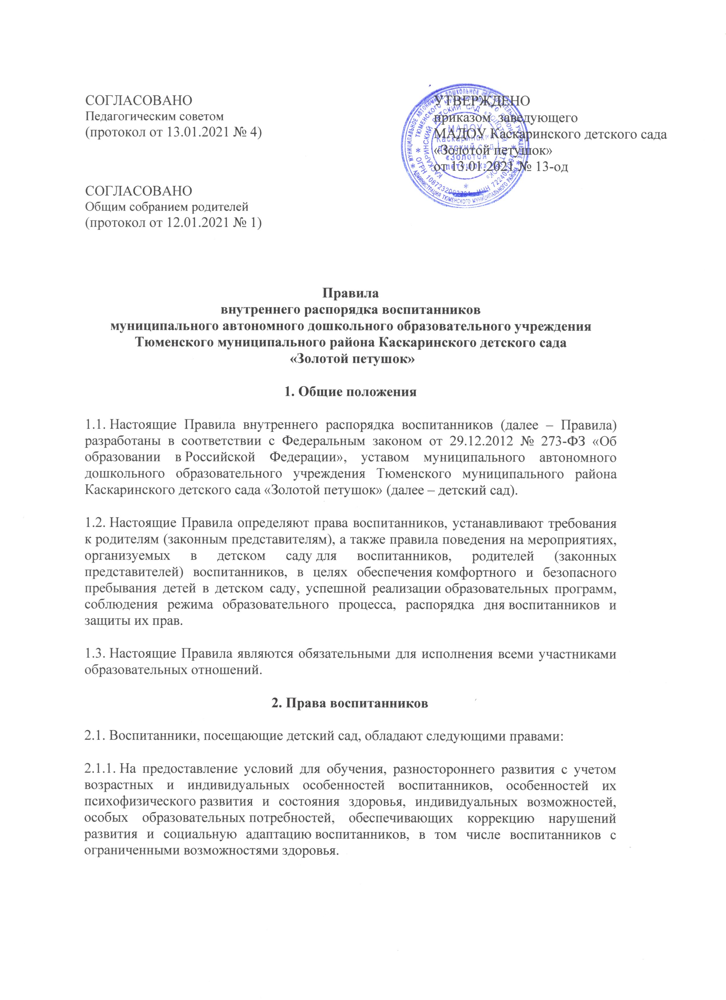 СОГЛАСОВАНО
Педагогическим советом
(протокол от 13.01.2021 № 4)
СОГЛАСОВАНО
Общим собранием родителей
(протокол от 12.01.2021 № 1)
УТВЕРЖДЕНО
приказом заведующего
МАДОУ Каскаринского детского сада
«Золотой петушок»
от 13.01.2021 № 13-од
МАДОУ
Каскаринский
детский сад
«Золотой
петушок»
Правила
внутреннего распорядка воспитанников
муниципального автономного дошкольного образовательного учреждения
Тюменского муниципального района Каскаринского детского сада
«Золотой петушок»
1. Общие положения
1.1. Настоящие Правила внутреннего распорядка воспитанников (далее – Правила)
разработаны в соответствии с Федеральным законом от 29.12.2012 № 273-ФЗ «Об
образовании в Российской Федерации», уставом муниципального автономного
дошкольного образовательного учреждения Тюменского муниципального района
Каскаринского детского сада «Золотой петушок» (далее – детский сад).
1.2. Настоящие Правила определяют права воспитанников, устанавливают требования
к родителям (законным представителям), а также правила поведения на мероприятиях,
организуемых в детском саду для воспитанников, родителей (законных
представителей) воспитанников, в целях обеспечения комфортного и безопасного
пребывания детей в детском саду, успешной реализации образовательных программ,
соблюдения режима образовательного процесса, распорядка дня воспитанников и
защиты их прав.
1.3. Настоящие Правила являются обязательными для исполнения всеми участниками
образовательных отношений.
2. Права воспитанников
2.1. Воспитанники, посещающие детский сад, обладают следующими правами:
2.1.1. На предоставление условий для обучения, разностороннего развития с учетом
возрастных и индивидуальных особенностей воспитанников, особенностей их
психофизического развития и состояния здоровья, индивидуальных возможностей,
особых образовательных потребностей, обеспечивающих коррекцию нарушений
развития и социальную адаптацию воспитанников, в том числе воспитанников с
ограниченными возможностями здоровья.